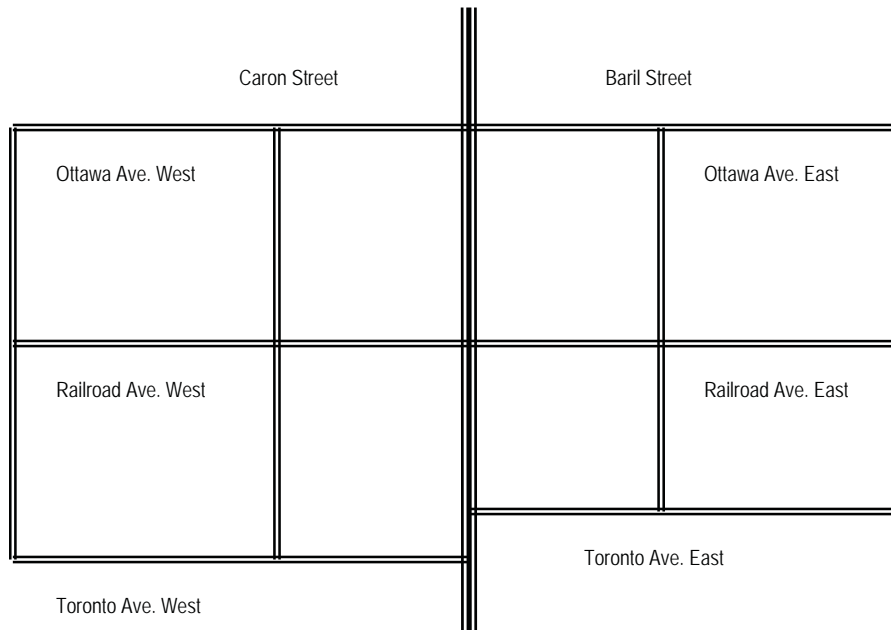 Caron Street
Baril Street
Ottawa Ave. West
Ottawa Ave. East
Railroad Ave. West
Railroad Ave. East
Toronto Ave. East
Toronto Ave. West